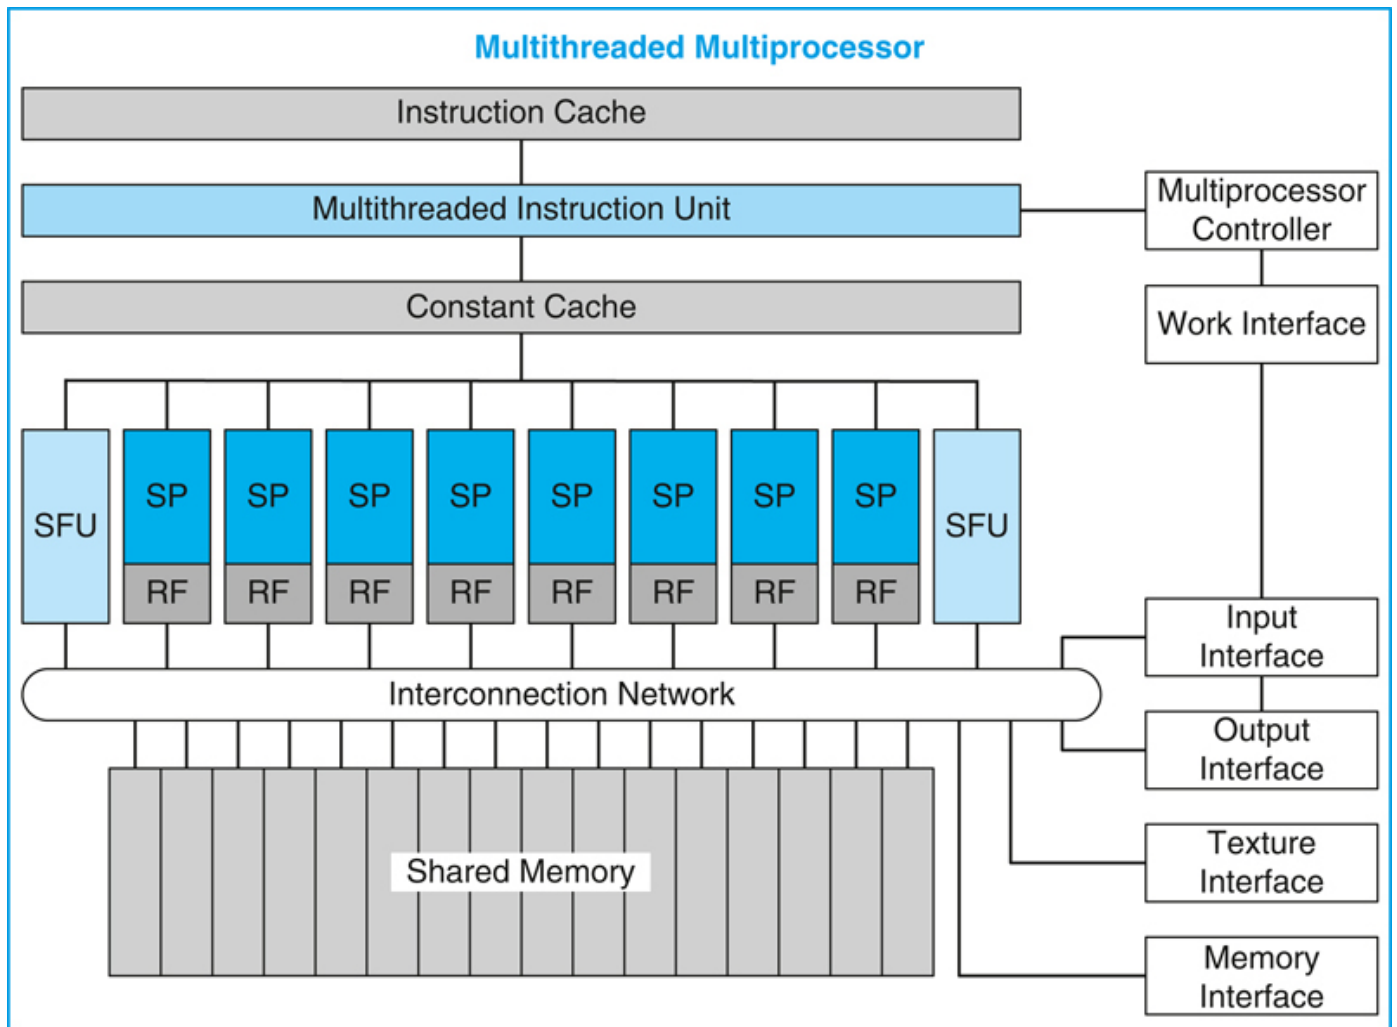 Multithreaded Multiprocessor
Instruction Cache
Multithreaded Instruction Unit
Multiprocessor
Controller
Constant Cache
Work Interface
SFU
SP
SP
SP
SP
SP
SP
SP
SP
SFU
RF
RF
RF
RF
RF
RF
RF
RF
Input
Interface
Interconnection Network
Output
Interface
Shared Memory
Texture
Interface
Memory
Interface